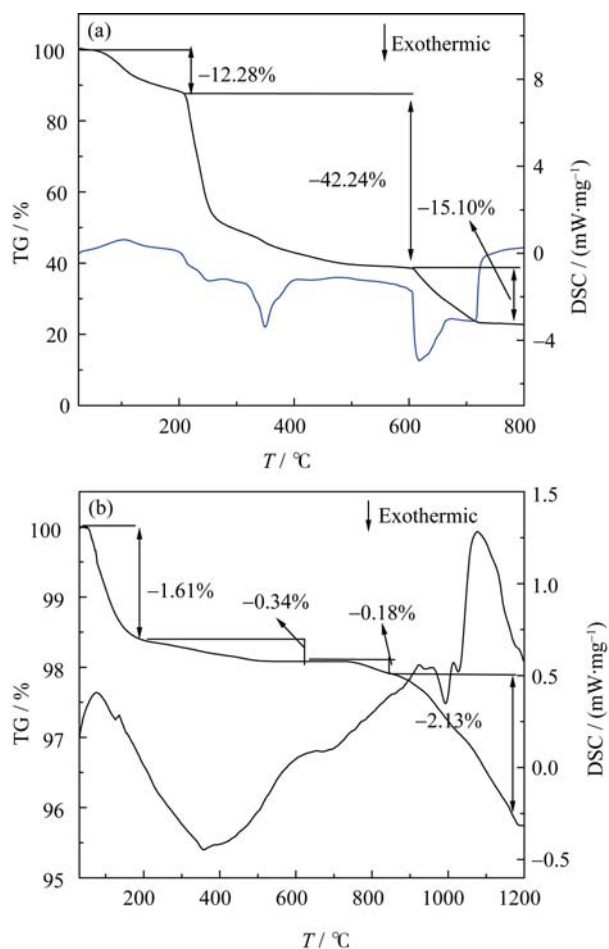 (a)
Exothermic
−12.28%
−42.24%
−15.10%
100
80
60
40
20
0
TG / %
8
4
0
−4
DSC / (mW·mg⁻¹)
200 400 600 800
T / °C
(b)
Exothermic
−1.61%
−0.34%
−0.18%
−2.13%
100
99
98
97
96
95
TG / %
1.5
1.0
0.5
0.0
−0.5
DSC / (mW·mg⁻¹)
200 400 600 800 1000 1200
T / °C